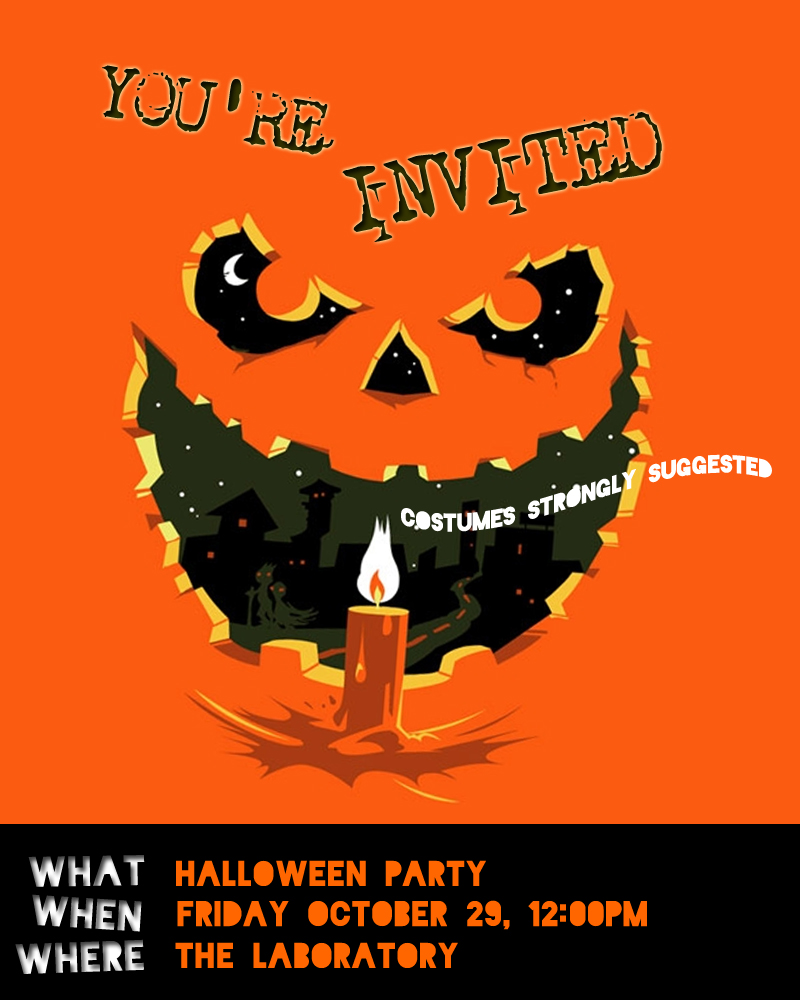 YOU'RE
INVITED
COSTUMES STRONGLY SUGGESTED
WHAT HALLOWEEN PARTY
WHEN FRIDAY OCTOBER 29, 12:00PM
WHERE THE LABORATORY